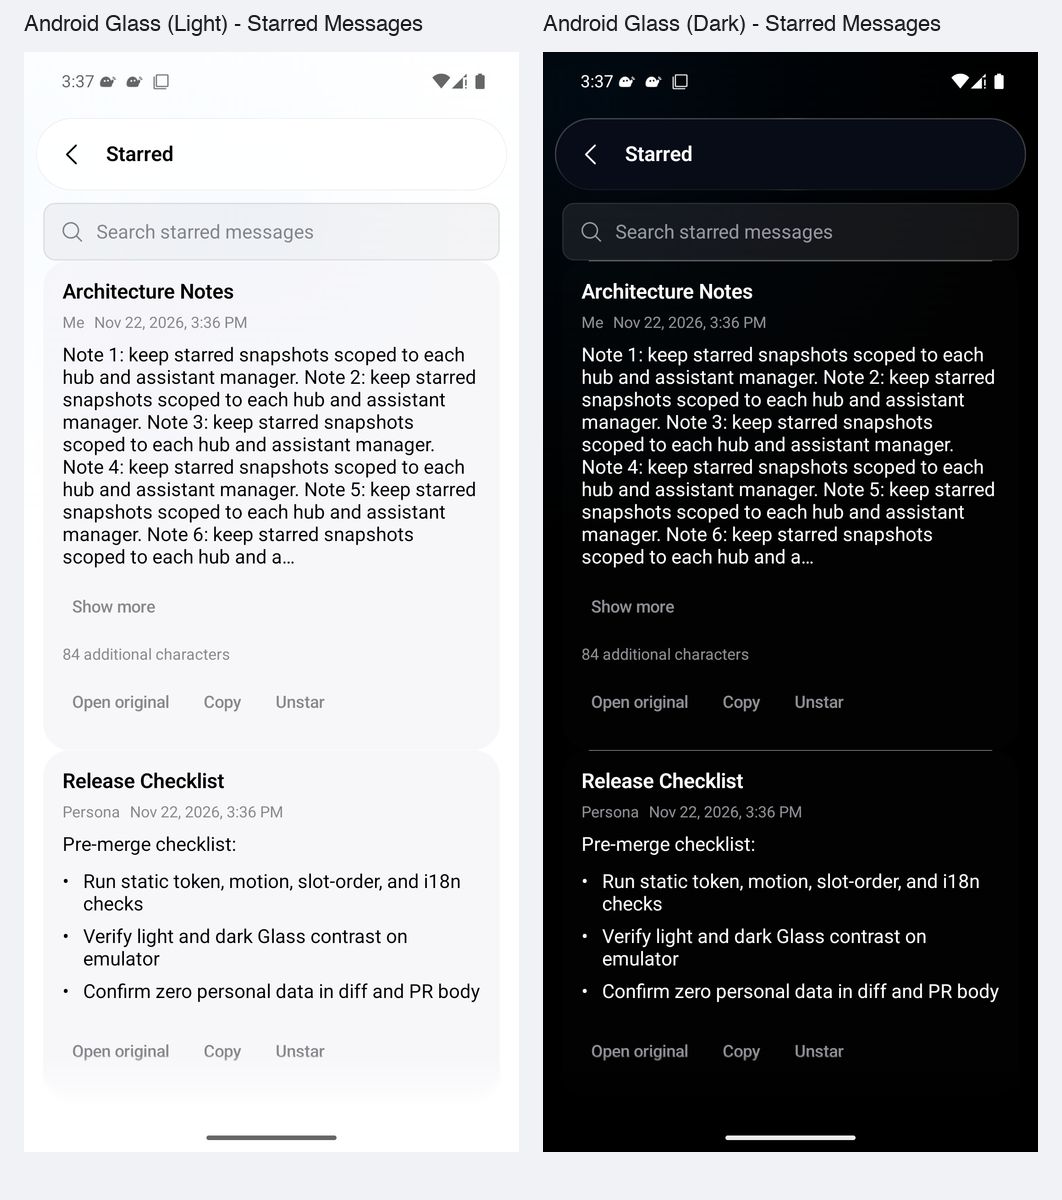 Android Glass (Light) - Starred Messages
3:37
Starred
Search starred messages
Architecture Notes
Me Nov 22, 2026, 3:36 PM
Note 1: keep starred snapshots scoped to each
hub and assistant manager. Note 2: keep starred
snapshots scoped to each hub and assistant
manager. Note 3: keep starred snapshots
scoped to each hub and assistant manager.
Note 4: keep starred snapshots scoped to each
hub and assistant manager. Note 5: keep starred
snapshots scoped to each hub and assistant
manager. Note 6: keep starred snapshots
scoped to each hub and a...
Show more
84 additional characters
Open original Copy Unstar
Release Checklist
Persona Nov 22, 2026, 3:36 PM
Pre-merge checklist:
• Run static token, motion, slot-order, and i18n
checks
• Verify light and dark Glass contrast on
emulator
• Confirm zero personal data in diff and PR body
Open original Copy Unstar
Android Glass (Dark) - Starred Messages
3:37
Starred
Search starred messages
Architecture Notes
Me Nov 22, 2026, 3:36 PM
Note 1: keep starred snapshots scoped to each
hub and assistant manager. Note 2: keep starred
snapshots scoped to each hub and assistant
manager. Note 3: keep starred snapshots
scoped to each hub and assistant manager.
Note 4: keep starred snapshots scoped to each
hub and assistant manager. Note 5: keep starred
snapshots scoped to each hub and assistant
manager. Note 6: keep starred snapshots
scoped to each hub and a...
Show more
84 additional characters
Open original Copy Unstar
Release Checklist
Persona Nov 22, 2026, 3:36 PM
Pre-merge checklist:
• Run static token, motion, slot-order, and i18n
checks
• Verify light and dark Glass contrast on
emulator
• Confirm zero personal data in diff and PR body
Open original Copy Unstar